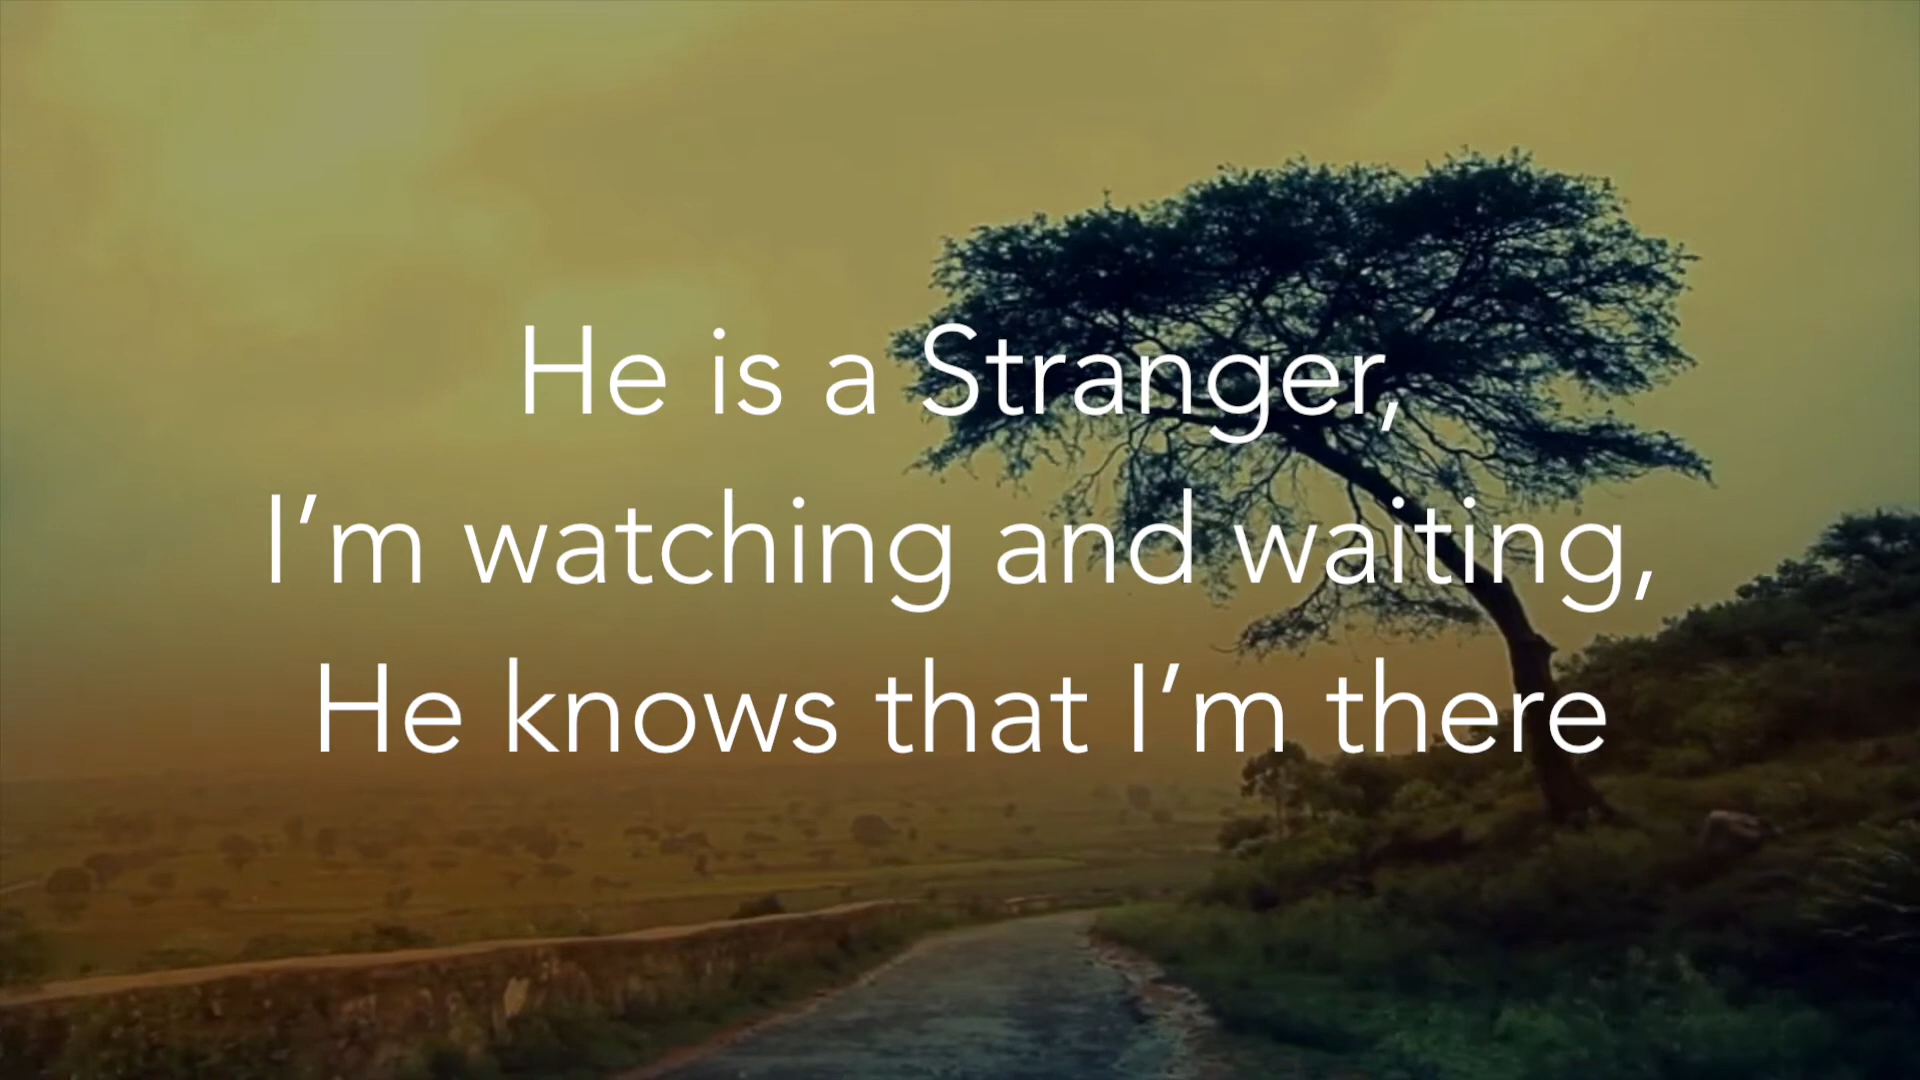 He is a Stranger,
I’m watching and waiting,
He knows that I’m there